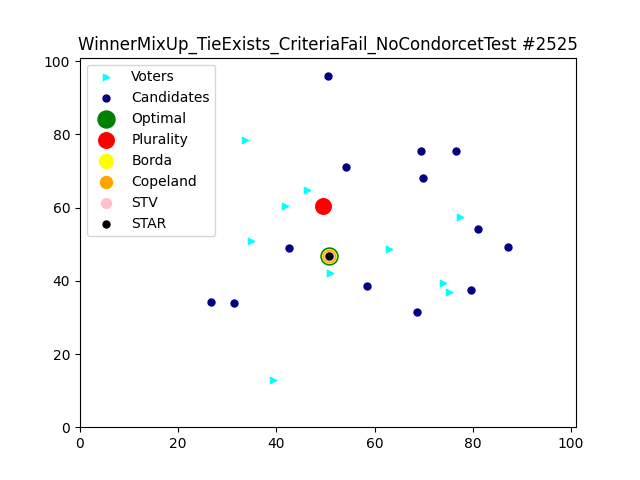 WinnerMixUp_TieExists_CriteriaFail_NoCondorcetTest #2525
100
80
60
40
20
0
0 20 40 60 80 100
Voters
Candidates
Optimal
Plurality
Borda
Copeland
STV
STAR